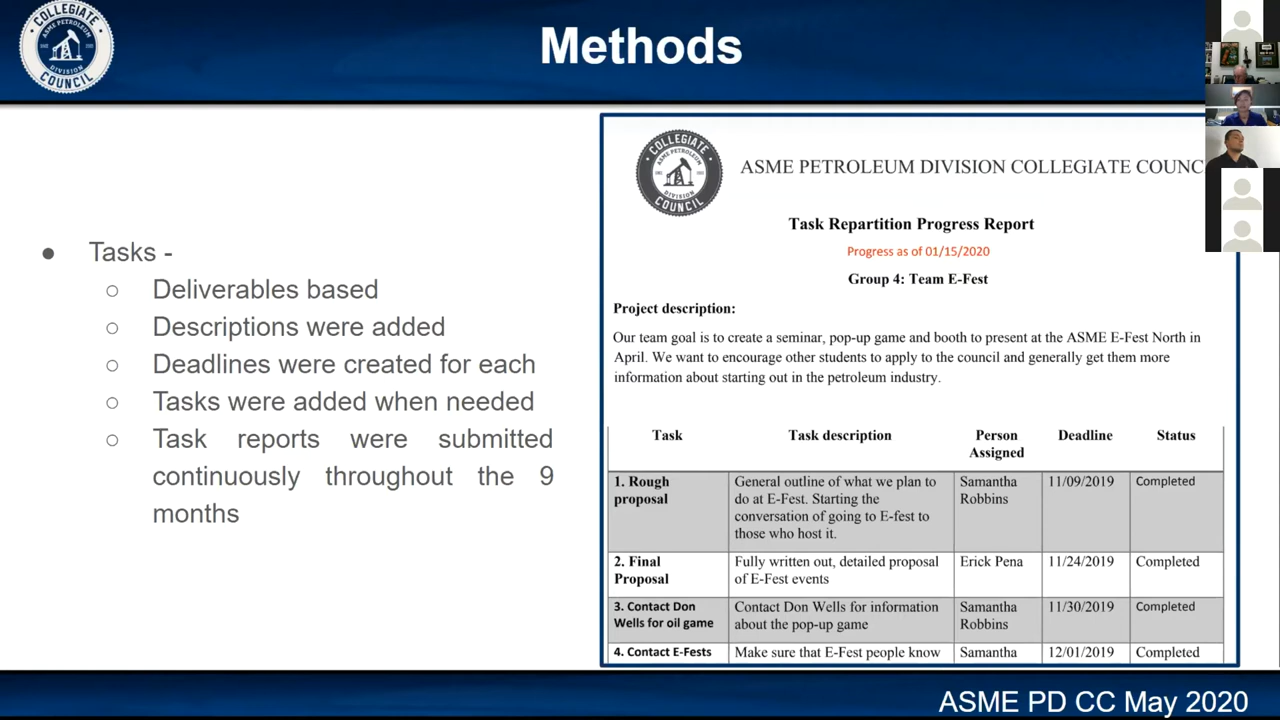 COLLEGIATE
ASME PETROLEUM
DIVISION
COUNCIL
Methods
● Tasks -
○ Deliverables based
○ Descriptions were added
○ Deadlines were created for each
○ Tasks were added when needed
○ Task reports were submitted
continuously throughout the 9
months
COLLEGIATE
ASME PETROLEUM
DIVISION
COUNCIL
ASME PETROLEUM DIVISION COLLEGIATE COUNC
Task Repartition Progress Report
Progress as of 01/15/2020
Group 4: Team E-Fest
Project description:
Our team goal is to create a seminar, pop-up game and booth to present at the ASME E-Fest North in
April. We want to encourage other students to apply to the council and generally get them more
information about starting out in the petroleum industry.
Task Task description Person Assigned Deadline Status
1. Rough proposal General outline of what we plan to do at E-Fest. Starting the conversation of going to E-fest to those who host it. Samantha Robbins 11/09/2019 Completed
2. Final Proposal Fully written out, detailed proposal of E-Fest events Erick Pena 11/24/2019 Completed
3. Contact Don Wells for oil game Contact Don Wells for information about the pop-up game Samantha Robbins 11/30/2019 Completed
4. Contact E-Fests Make sure that E-Fest people know Samantha 12/01/2019 Completed
ASME PD CC May 2020